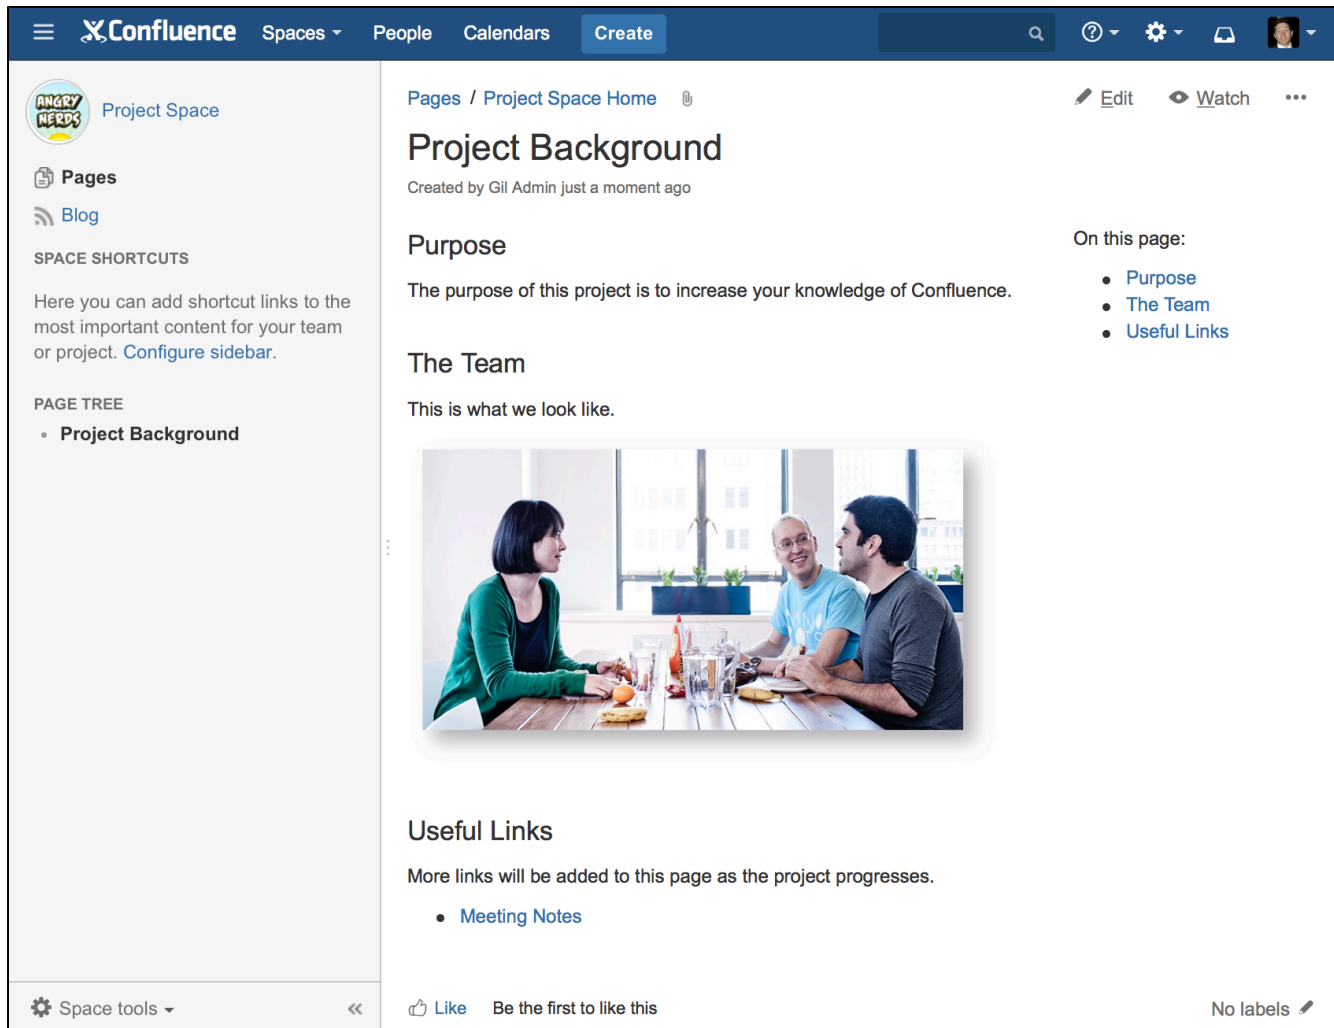 Confluence Spaces People Calendars Create
ANGRY
NERDS
Project Space
Pages
Blog
SPACE SHORTCUTS
Here you can add shortcut links to the
most important content for your team
or project. Configure sidebar.
PAGE TREE
Project Background
Space tools
Pages / Project Space Home
Edit Watch
Project Background
Created by Gil Admin just a moment ago
Purpose
The purpose of this project is to increase your knowledge of Confluence.
The Team
This is what we look like.
Useful Links
More links will be added to this page as the project progresses.
Meeting Notes
On this page:
Purpose
The Team
Useful Links
Like Be the first to like this
No labels